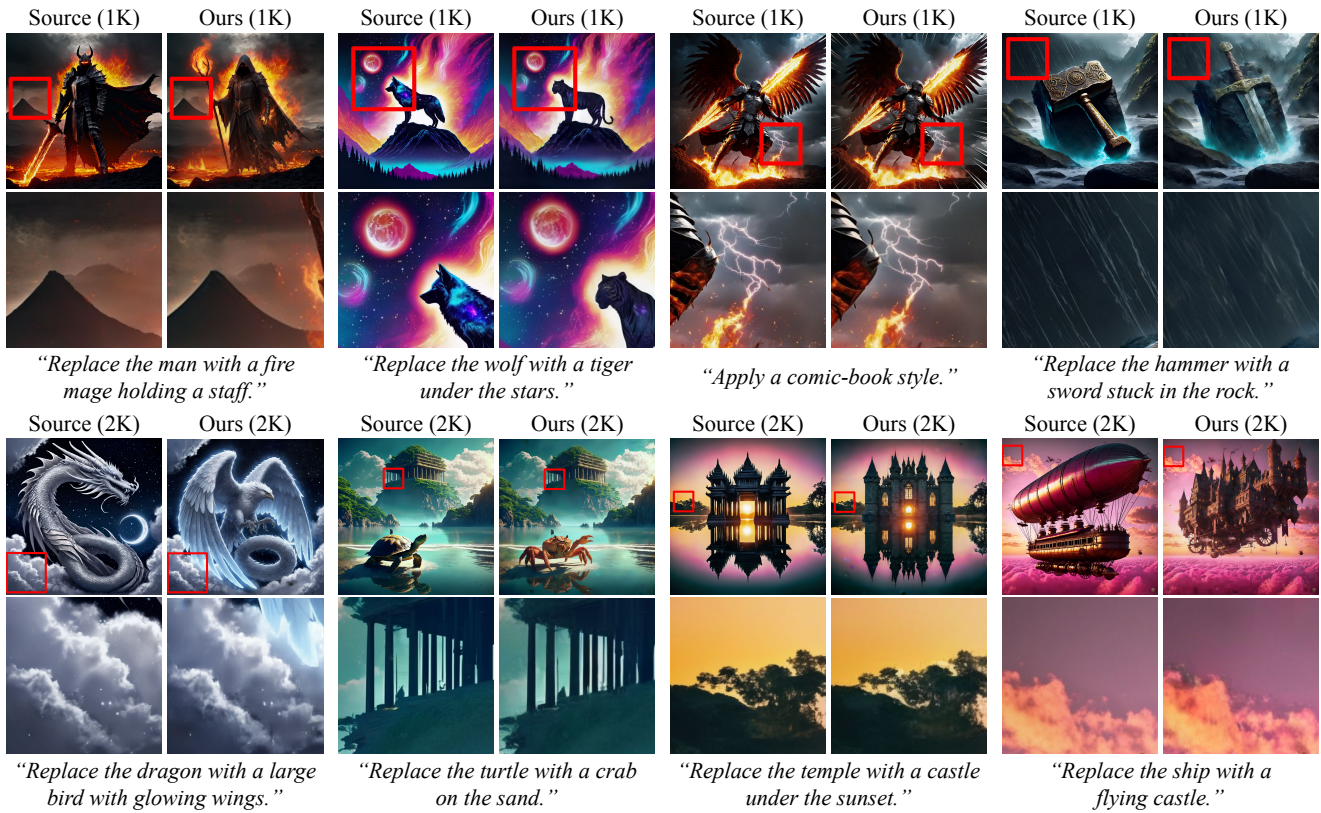 Source (1K) Ours (1K) Source (1K) Ours (1K) Source (1K) Ours (1K) Source (1K) Ours (1K)
“Replace the man with a fire
mage holding a staff.”
“Replace the wolf with a tiger
under the stars.”
“Apply a comic-book style.”
“Replace the hammer with a
sword stuck in the rock.”
Source (2K) Ours (2K) Source (2K) Ours (2K) Source (2K) Ours (2K) Source (2K) Ours (2K)
“Replace the dragon with a large
bird with glowing wings.”
“Replace the turtle with a crab
on the sand.”
“Replace the temple with a castle
under the sunset.”
“Replace the ship with a
flying castle.”